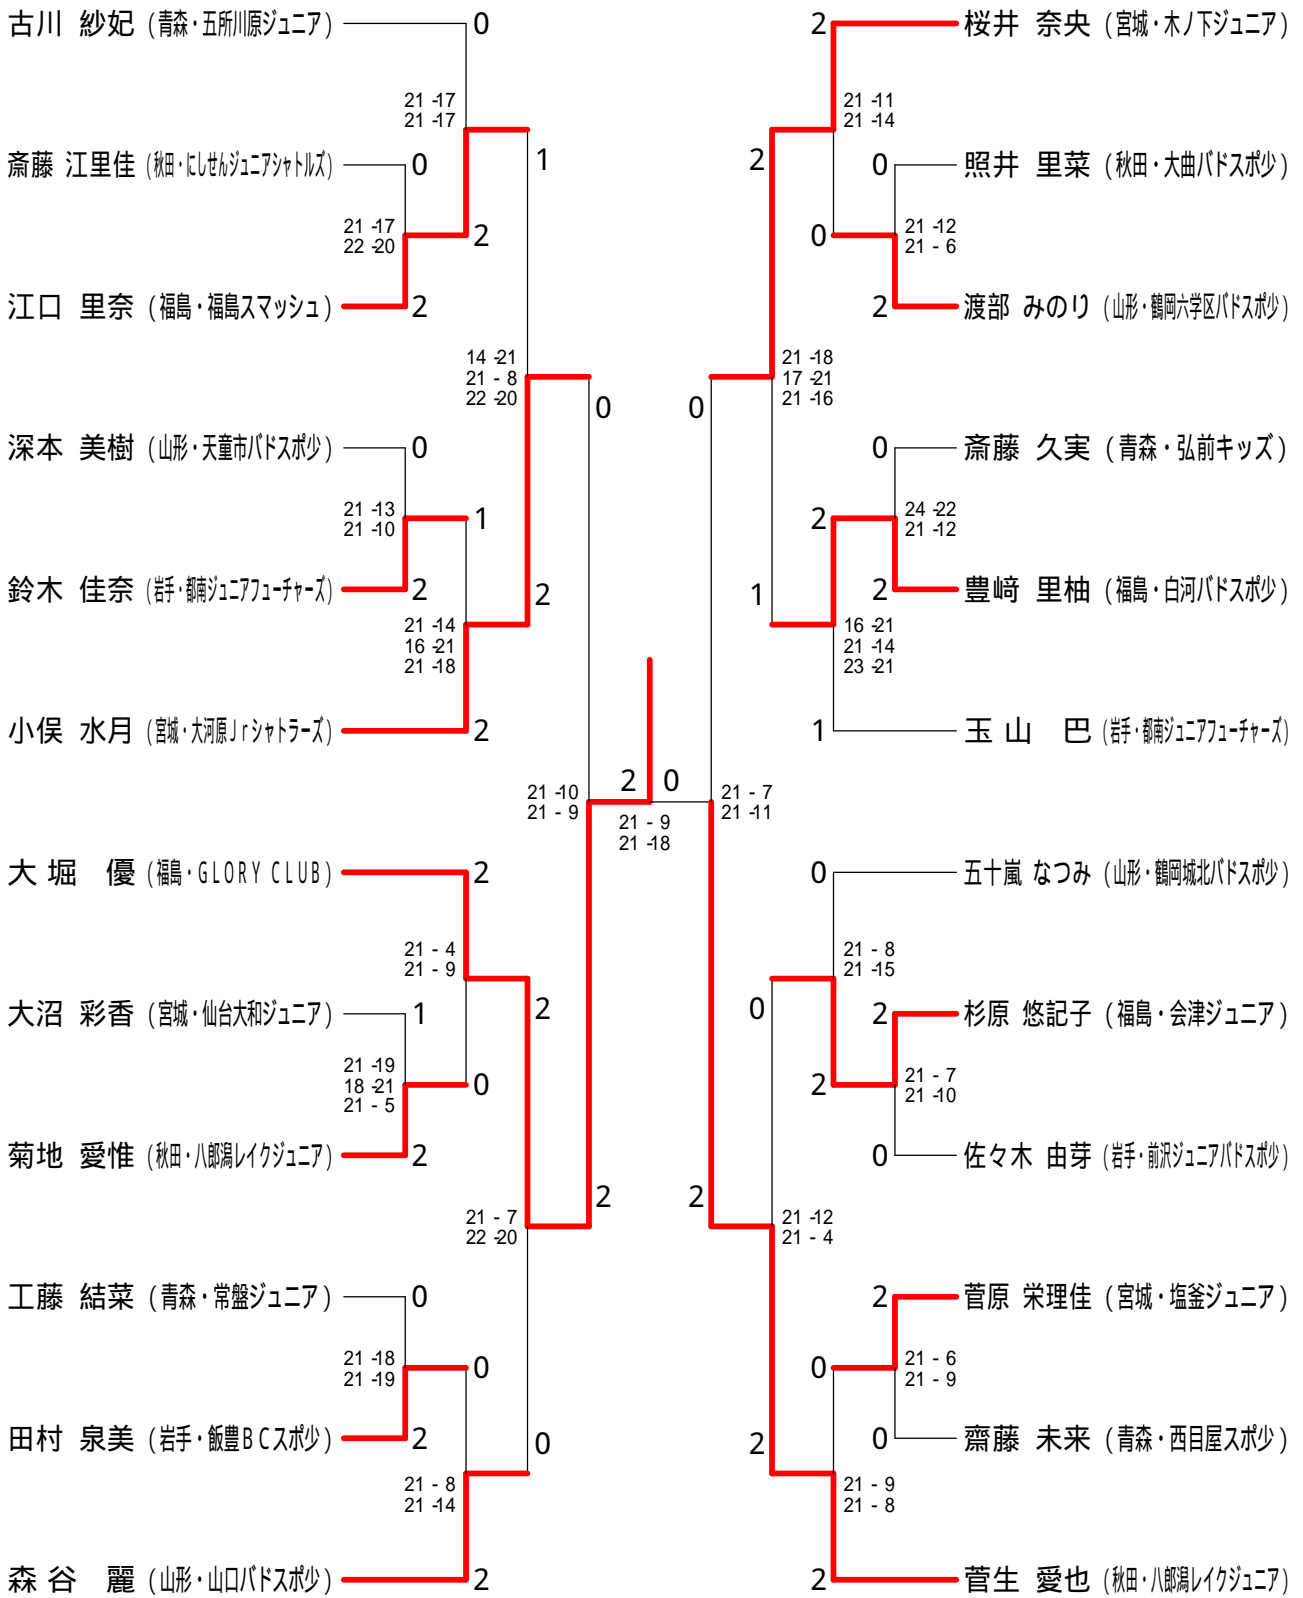 古川 紗妃 (青森・五所川原ジュニア) 0
21 -17
21 -17
1
斎藤 江里佳 (秋田・にしせんジュニアシャトルズ) 0
21 -17
22 -20
2
江口 里奈 (福島・福島スマッシュ) 2
14 -21
21 - 8
22 -20
0
深本 美樹 (山形・天童市バドスポ少) 0
21 -13
21 -10
1
鈴木 佳奈 (岩手・都南ジュニアフューチャーズ) 2
2
21 -14
16 -21
21 -18
小俣 水月 (宮城・大河原Jrシャトラーズ) 2
21 -10
21 - 9
2 0
21 - 9
21 -18
大堀 優 (福島・GLORY CLUB) 2
21 - 4
21 - 9
2
大沼 彩香 (宮城・仙台大和ジュニア) 1
21 -19
18 -21
21 - 5
0
菊地 愛惟 (秋田・八郎潟レイクジュニア) 2
2
21 - 7
22 -20
工藤 結菜 (青森・常盤ジュニア) 0
21 -18
21 -19
0
田村 泉美 (岩手・飯豊BCスポ少) 2
0
21 - 8
21 -14
森谷 麗 (山形・山口バドスポ少) 2
2 桜井 奈央 (宮城・木ノ下ジュニア)
21 -11
21 -14
2
0 照井 里菜 (秋田・大曲バドスポ少)
0
21 -12
21 - 6
2 渡部 みのり (山形・鶴岡六学区バドスポ少)
21 -18
17 -21
21 -16
0
0 斎藤 久実 (青森・弘前キッズ)
2
24 -22
21 -12
1
2 豊﨑 里柚 (福島・白河バドスポ少)
16 -21
21 -14
23 -21
1 玉山 巴 (岩手・都南ジュニアフューチャーズ)
21 - 7
21 -11
0 五十嵐 なつみ (山形・鶴岡城北バドスポ少)
21 - 8
21 -15
0
2 杉原 悠記子 (福島・会津ジュニア)
2
21 - 7
21 -10
0 佐々木 由芽 (岩手・前沢ジュニアバドスポ少)
2
21 -12
21 - 4
2 菅原 栄理佳 (宮城・塩釜ジュニア)
0
21 - 6
21 - 9
2
0 齋藤 未来 (青森・西目屋スポ少)
21 - 9
21 - 8
2 菅生 愛也 (秋田・八郎潟レイクジュニア)